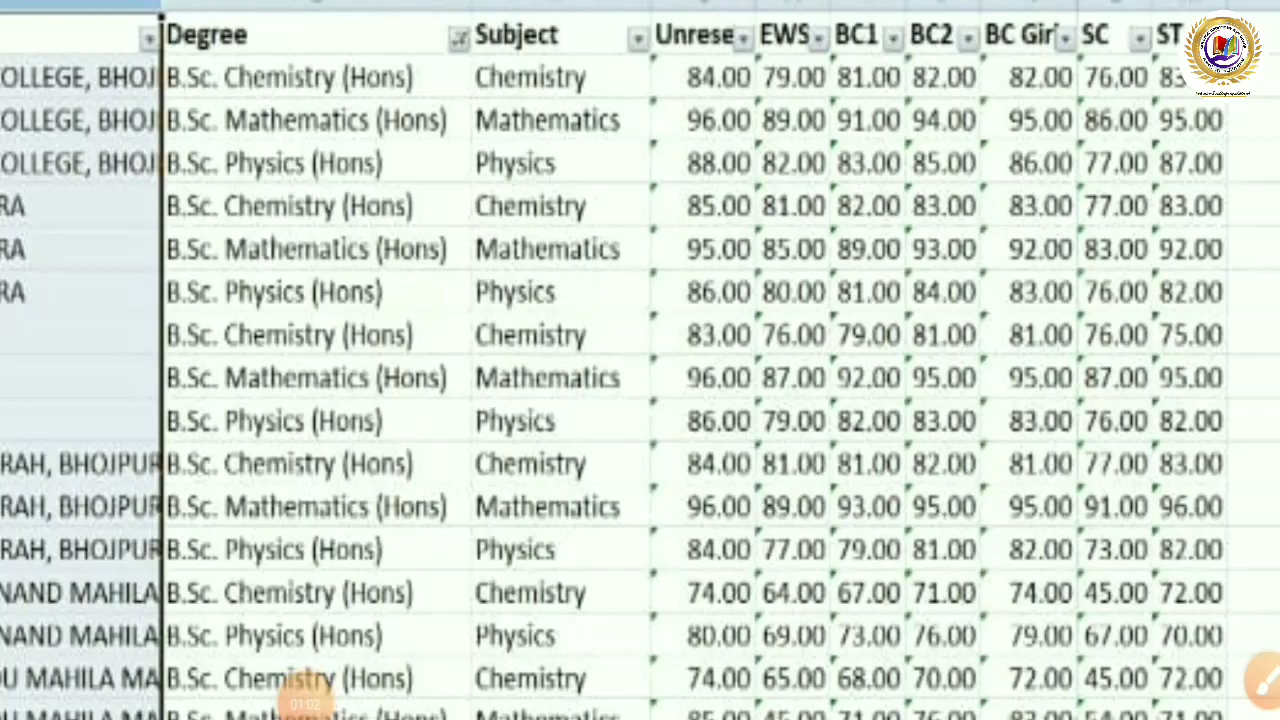 Degree Subject Unrese EWS BC1 BC2 BC Girl SC ST
OLLEGE, BHOJI B.Sc. Chemistry (Hons) Chemistry 84.00 79.00 81.00 82.00 82.00 76.00 83
OLLEGE, BHOJI B.Sc. Mathematics (Hons) Mathematics 96.00 89.00 91.00 94.00 95.00 86.00 95.00
OLLEGE, BHOJI B.Sc. Physics (Hons) Physics 88.00 82.00 83.00 85.00 86.00 77.00 87.00
RA B.Sc. Chemistry (Hons) Chemistry 85.00 81.00 82.00 83.00 83.00 77.00 83.00
RA B.Sc. Mathematics (Hons) Mathematics 95.00 85.00 89.00 93.00 92.00 83.00 92.00
RA B.Sc. Physics (Hons) Physics 86.00 80.00 81.00 84.00 83.00 76.00 82.00
B.Sc. Chemistry (Hons) Chemistry 83.00 76.00 79.00 81.00 81.00 76.00 75.00
B.Sc. Mathematics (Hons) Mathematics 96.00 87.00 92.00 95.00 95.00 87.00 95.00
B.Sc. Physics (Hons) Physics 86.00 79.00 82.00 83.00 83.00 76.00 82.00
RAH, BHOJPUR B.Sc. Chemistry (Hons) Chemistry 84.00 81.00 81.00 82.00 81.00 77.00 83.00
RAH, BHOJPUR B.Sc. Mathematics (Hons) Mathematics 96.00 89.00 93.00 95.00 95.00 91.00 96.00
RAH, BHOJPUR B.Sc. Physics (Hons) Physics 84.00 77.00 79.00 81.00 82.00 73.00 82.00
NAND MAHILA B.Sc. Chemistry (Hons) Chemistry 74.00 64.00 67.00 71.00 74.00 45.00 72.00
NAND MAHILA B.Sc. Physics (Hons) Physics 80.00 69.00 73.00 76.00 79.00 67.00 70.00
U MAHILA MA B.Sc. Chemistry (Hons) Chemistry 74.00 65.00 68.00 70.00 72.00 45.00 72.00
01:02